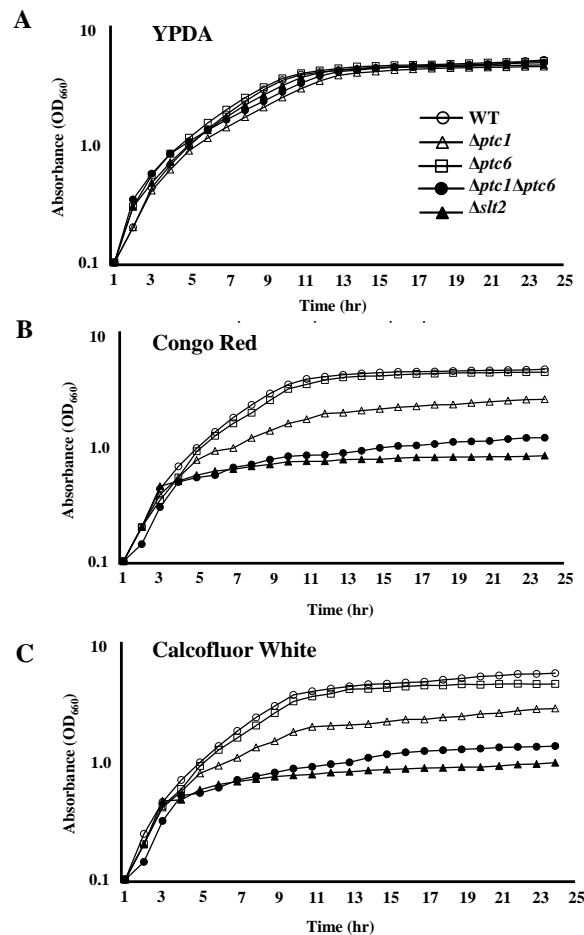 A
YPDA
10
1.0
0.1
Absorbance (OD660)
WT
Δptc1
Δptc6
Δptc1Δptc6
Δslt2
1 3 5 7 9 11 13 15 17 19 21 23 25
Time (hr)
B
Congo Red
10
1.0
0.1
Absorbance (OD660)
1 3 5 7 9 11 13 15 17 19 21 23 25
Time (hr)
C
Calcofluor White
10
1.0
0.1
Absorbance (OD660)
1 3 5 7 9 11 13 15 17 19 21 23 25
Time (hr)